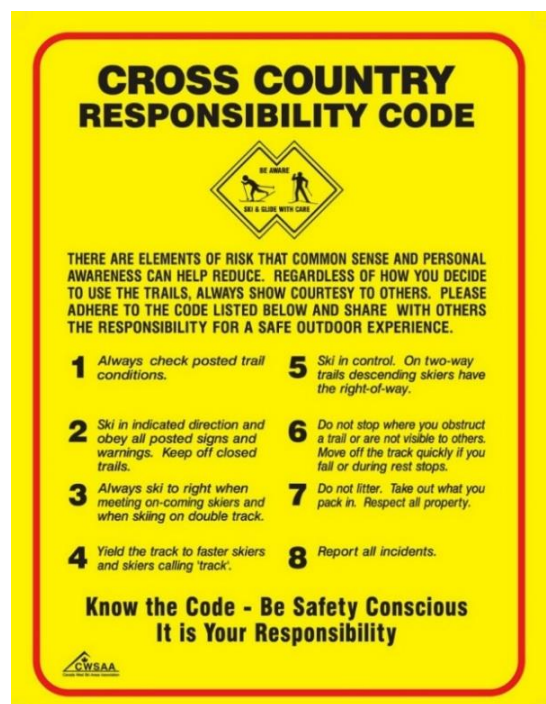 CROSS COUNTRY
RESPONSIBILITY CODE
BE AWARE
SKI & GLIDE WITH CARE
THERE ARE ELEMENTS OF RISK THAT COMMON SENSE AND PERSONAL
AWARENESS CAN HELP REDUCE. REGARDLESS OF HOW YOU DECIDE
TO USE THE TRAILS, ALWAYS SHOW COURTESY TO OTHERS. PLEASE
ADHERE TO THE CODE LISTED BELOW AND SHARE WITH OTHERS
THE RESPONSIBILITY FOR A SAFE OUTDOOR EXPERIENCE.
1 Always check posted trail
conditions.
2 Ski in indicated direction and
obey all posted signs and
warnings. Keep off closed
trails.
3 Always ski to right when
meeting on-coming skiers and
when skiing on double track.
4 Yield the track to faster skiers
and skiers calling 'track'.
5 Ski in control. On two-way
trails descending skiers have
the right-of-way.
6 Do not stop where you obstruct
a trail or are not visible to others.
Move off the track quickly if you
fall or during rest stops.
7 Do not litter. Take out what you
pack in. Respect all property.
8 Report all incidents.
Know the Code - Be Safety Conscious
It is Your Responsibility
CWSAA
Canada West Ski Areas Association